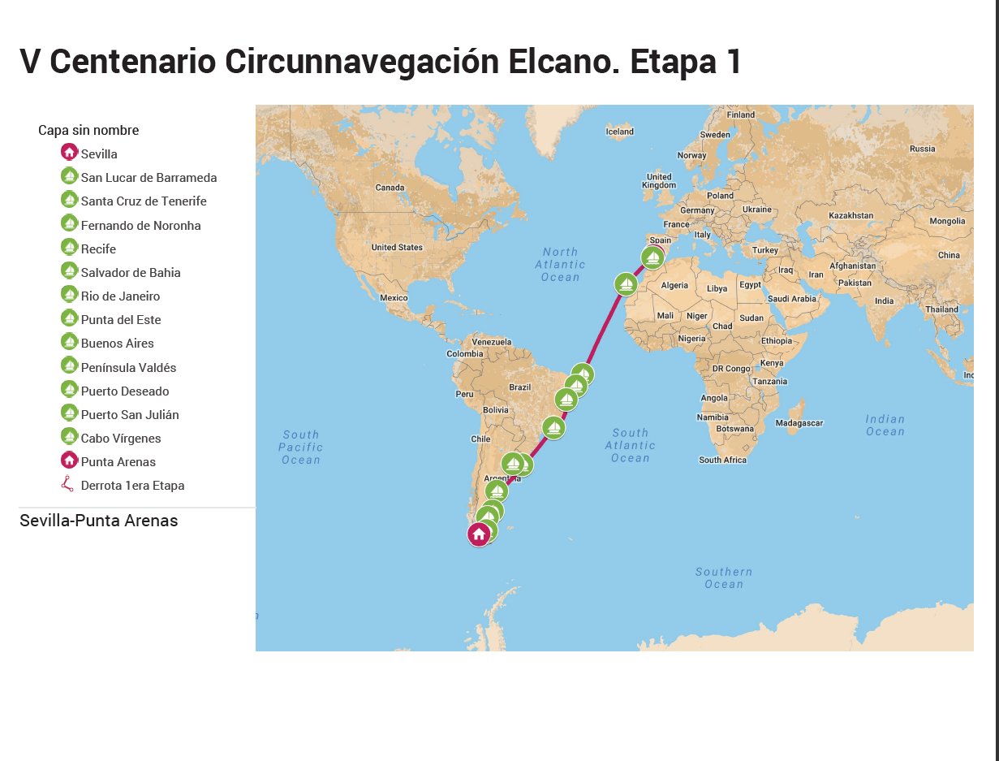 V Centenario Circunnavegación Elcano. Etapa 1
Capa sin nombre
Sevilla
San Lucar de Barrameda
Santa Cruz de Tenerife
Fernando de Noronha
Recife
Salvador de Bahia
Rio de Janeiro
Punta del Este
Buenos Aires
Península Valdés
Puerto Deseado
Puerto San Julián
Cabo Vírgenes
Punta Arenas
Derrota 1era Etapa
Sevilla-Punta Arenas
Finland
Iceland
Sweden
Russia
Norway
United
Kingdom
Canada
Poland
Germany
Ukraine
Kazakhstan
Mongolia
France
Italy
Spain
United States
North
Atlantic
Ocean
Turkey
China
Iraq
Afghanistan
Iran
Pakistan
Algeria
Libya
Egypt
Mexico
Saudi Arabia
India
Thailand
Mali
Niger
Sudan
Chad
Nigeria
Ethiopia
Venezuela
Colombia
Kenya
DR Congo
Tanzania
Brazil
Peru
Angola
Bolivia
Namibia
Botswana
Madagascar
Indian
Ocean
South
Pacific
Ocean
Chile
South
Atlantic
Ocean
South Africa
Argentina
Southern
Ocean